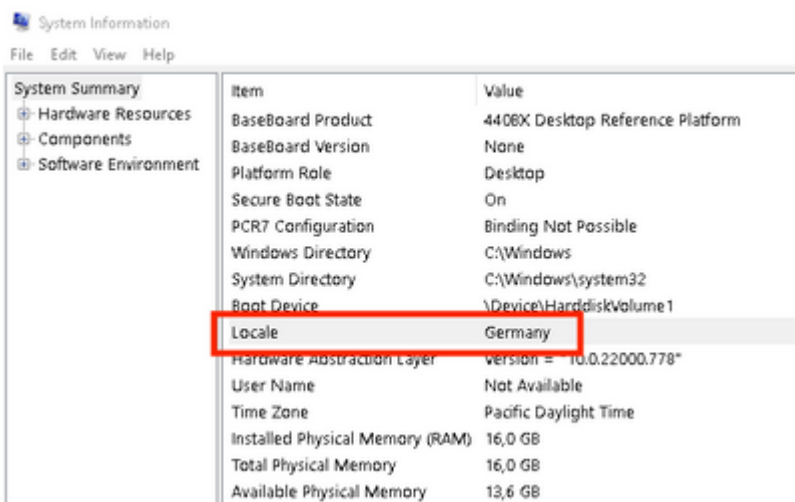 System Information
File Edit View Help
System Summary
Hardware Resources
Components
Software Environment
Item Value
BaseBoard Product 440BX Desktop Reference Platform
BaseBoard Version None
Platform Role Desktop
Secure Boot State On
PCR7 Configuration Binding Not Possible
Windows Directory C:\Windows
System Directory C:\Windows\system32
Boot Device \Device\HarddiskVolume1
Locale Germany
Hardware Abstraction Layer Version = "10.0.22000.778"
User Name Not Available
Time Zone Pacific Daylight Time
Installed Physical Memory (RAM) 16,0 GB
Total Physical Memory 16,0 GB
Available Physical Memory 13,6 GB